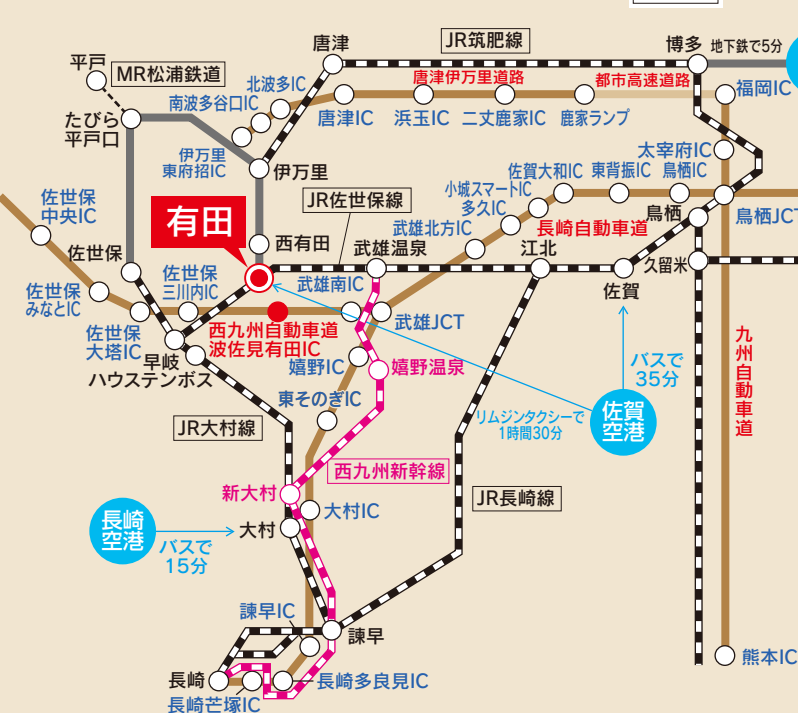 唐津
JR筑肥線
博多
地下鉄で5分
平戸
MR松浦鉄道
北波多IC
唐津伊万里道路
都市高速道路
福岡IC
南波多谷口IC
たびら
平戸口
唐津IC
浜玉IC
二丈鹿家IC
鹿家ランプ
伊万里
東府招IC
伊万里
太宰府IC
佐賀大和IC
東背振IC
鳥栖IC
小城スマートIC
多久IC
JR佐世保線
佐世保
中央IC
有田
武雄北方IC
長崎自動車道
鳥栖
鳥栖JCT
西有田
武雄温泉
江北
佐世保
久留米
佐世保
三川内IC
武雄南IC
佐賀
佐世保
みなとIC
佐世保
大塔IC
西九州自動車道
波佐見有田IC
武雄JCT
九州自動車道
早岐
ハウステンボス
嬉野IC
嬉野温泉
バスで
35分
東そのぎIC
リムジンタクシーで
1時間30分
佐賀
空港
JR大村線
西九州新幹線
新大村
JR長崎線
長崎
空港
バスで
15分
大村
大村IC
諫早IC
諫早
長崎
長崎多良見IC
長崎芒塚IC
熊本IC